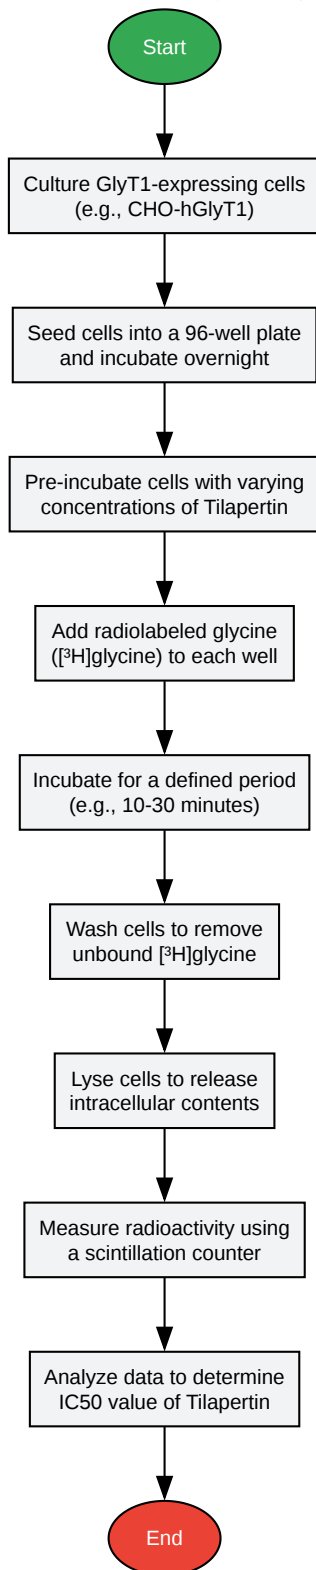 Start
Culture GlyT1-expressing cells
(e.g., CHO-hGlyT1)
Seed cells into a 96-well plate
and incubate overnight
Pre-incubate cells with varying
concentrations of Tilapertin
Add radiolabeled glycine
([³H]glycine) to each well
Incubate for a defined period
(e.g., 10-30 minutes)
Wash cells to remove
unbound [³H]glycine
Lyse cells to release
intracellular contents
Measure radioactivity using
a scintillation counter
Analyze data to determine
IC50 value of Tilapertin
End